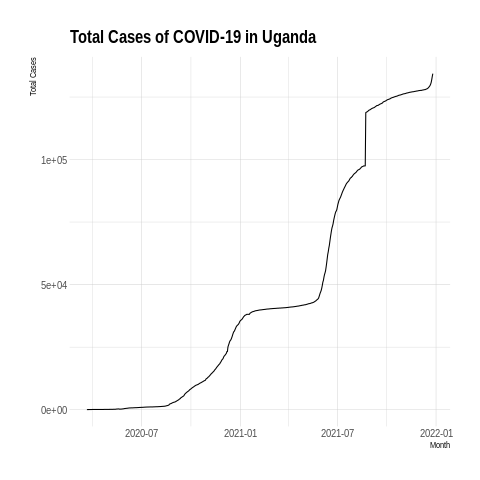 Total Cases of COVID-19 in Uganda
Total Cases
1e+05
5e+04
0e+00
2020-07 2021-01 2021-07 2022-01
Month